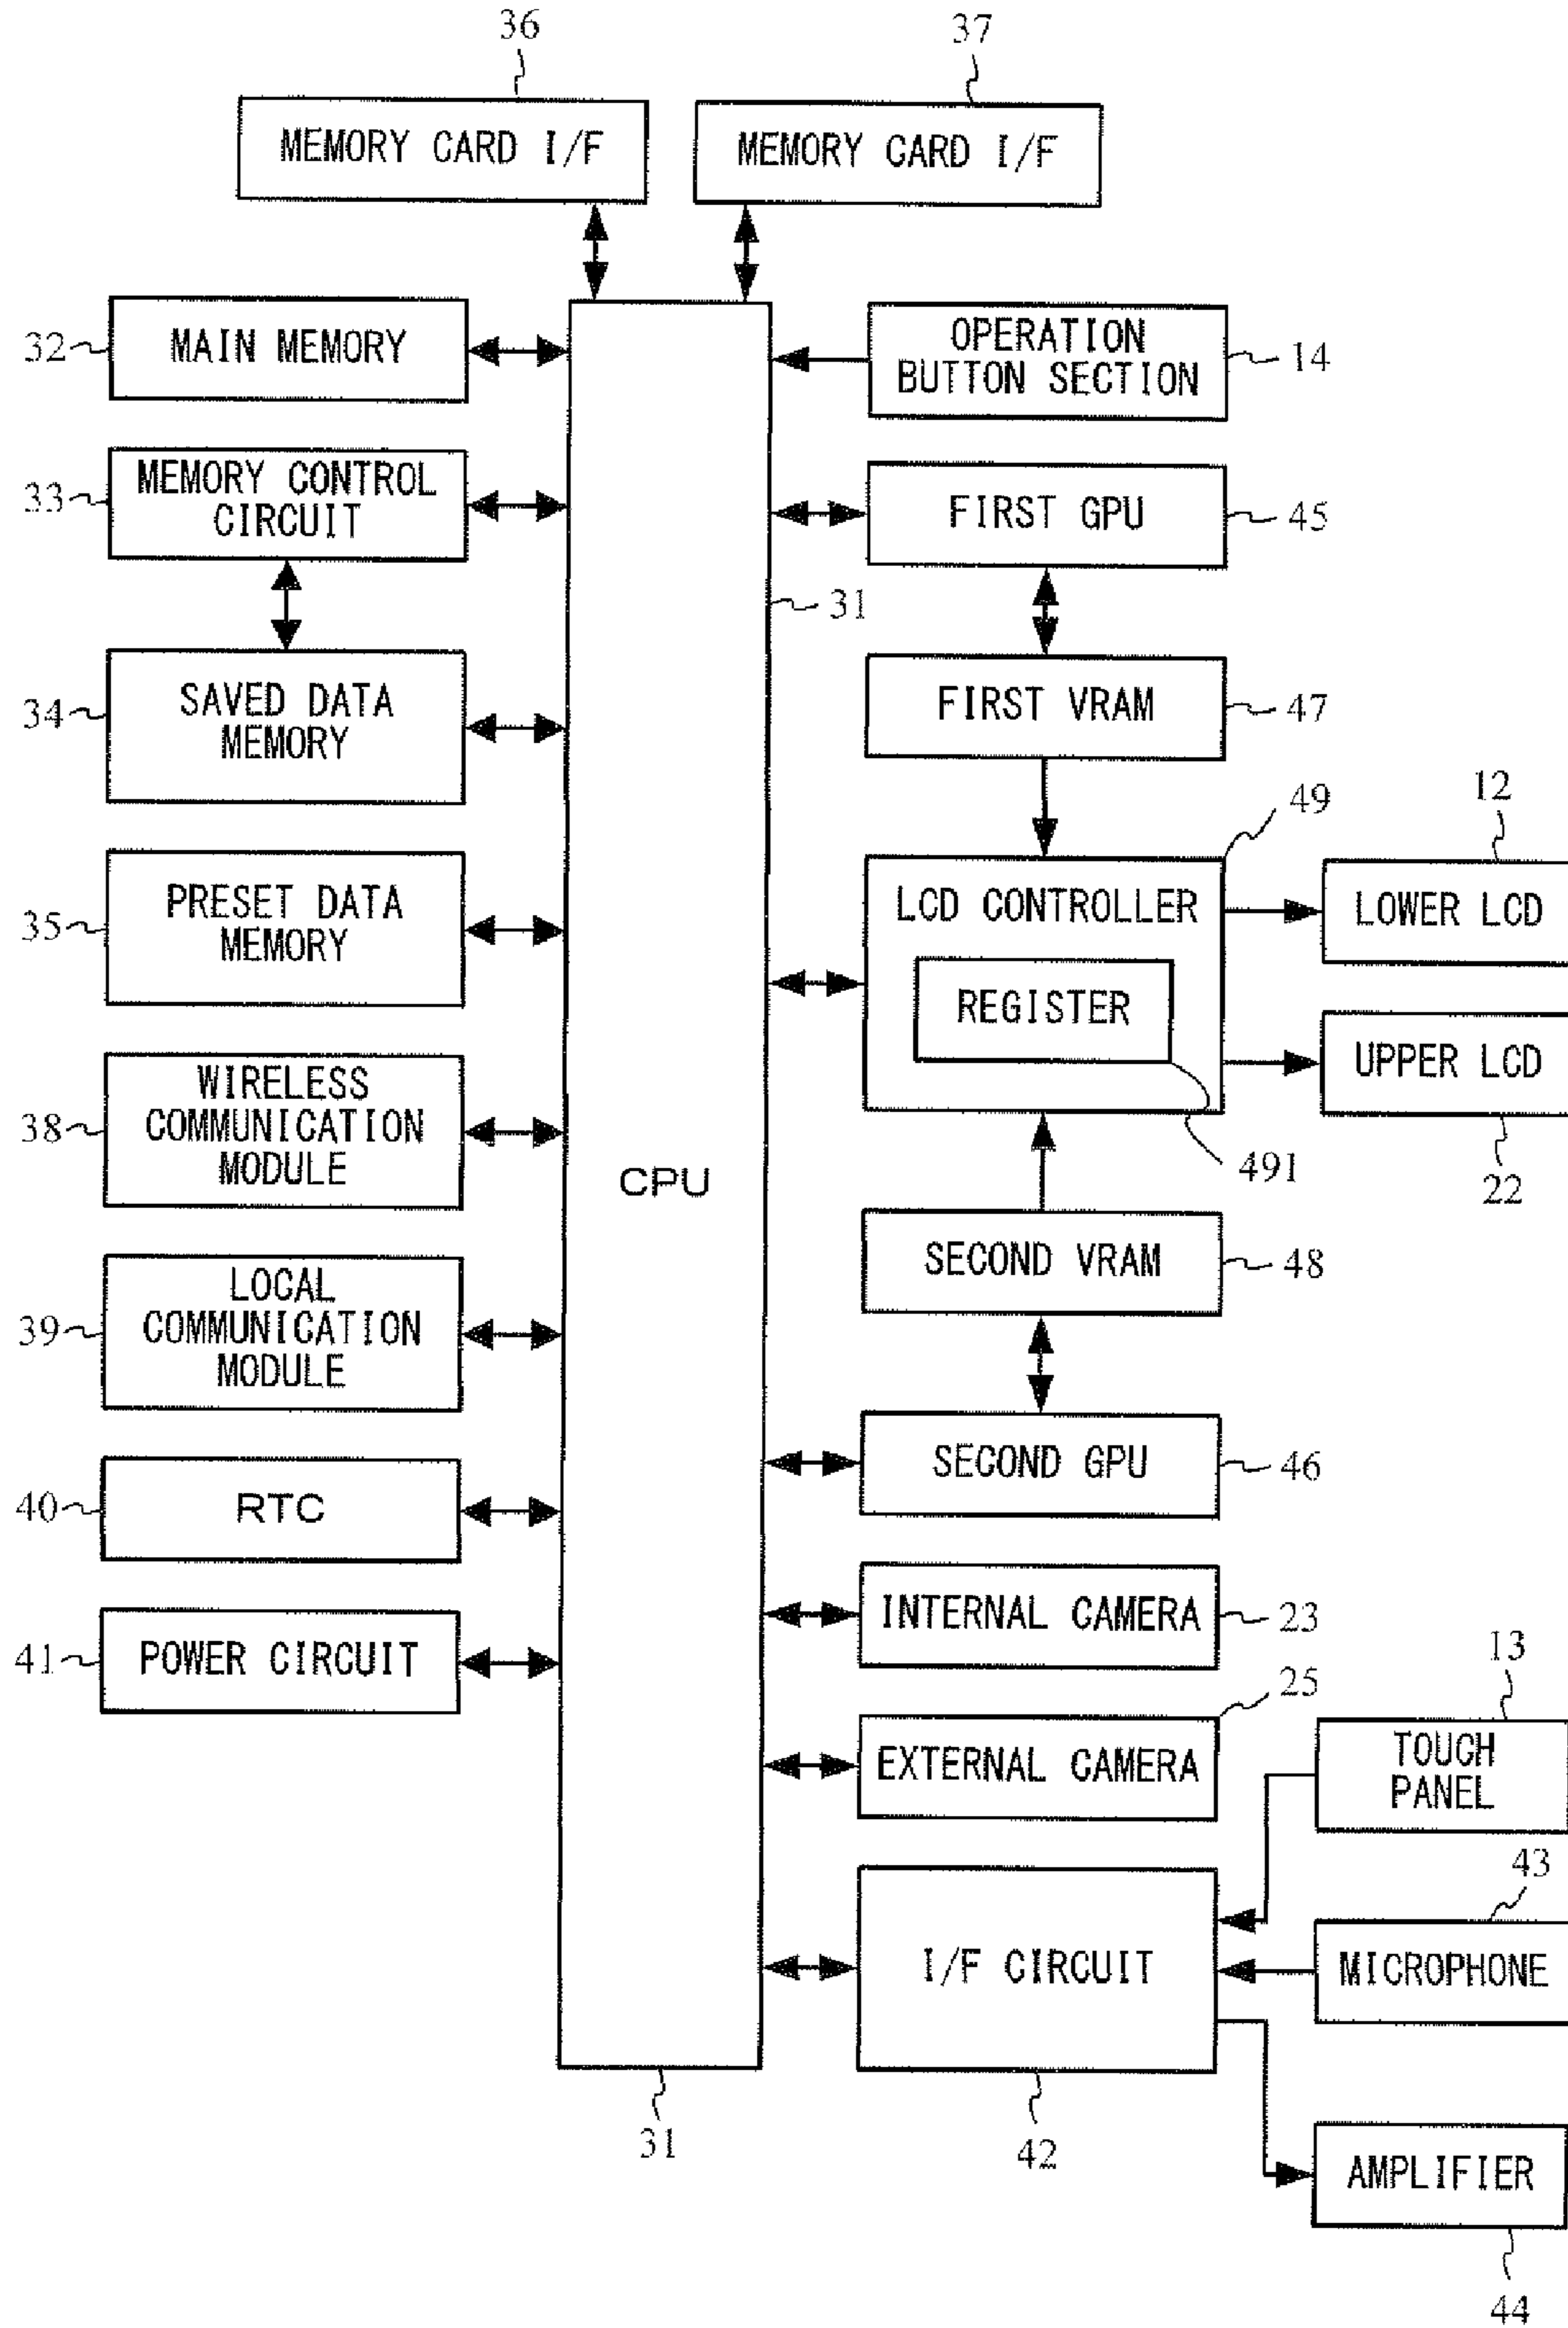 36
37
MEMORY CARD I/F
MEMORY CARD I/F
32
MAIN MEMORY
OPERATION
BUTTON SECTION
14
33
MEMORY CONTROL
CIRCUIT
FIRST GPU
45
31
34
SAVED DATA
MEMORY
FIRST VRAM
47
49
12
35
PRESET DATA
MEMORY
LCD CONTROLLER
LOWER LCD
REGISTER
UPPER LCD
491
22
38
WIRELESS
COMMUNICATION
MODULE
CPU
SECOND VRAM
48
39
LOCAL
COMMUNICATION
MODULE
SECOND GPU
46
40
RTC
INTERNAL CAMERA
23
41
POWER CIRCUIT
25
13
EXTERNAL CAMERA
TOUCH
PANEL
43
I/F CIRCUIT
MICROPHONE
31
42
AMPLIFIER
44